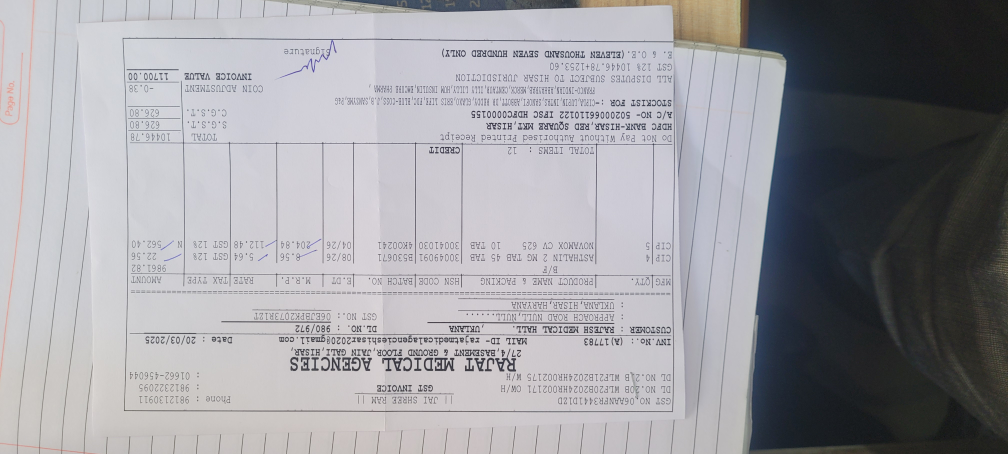 || JAI SHREE RAM ||
GST INVOICE
GST NO.06AANFR3441D1ZD
DL NO.20B WLF20B2024HR002171 OW/H
DL NO.21B WLF21B2024HR002175 W/H
Phone : 9812130911
: 9812322095
: 01662-456044
RAJAT MEDICAL AGENCIES
27/4, BASEMENT & GROUND FLOOR, JAIN GALI, HISAR,
INV.No.: (A)17783 MAIL ID- rajatmedicalagencieshisar2020@gmail.com Date : 20/03/2025
CUSTOMER : RAJESH MEDICAL HALL. ,UKLANA DL.NO. : 980/972
: APPROACH ROAD NULL,NULL....... GST NO.: 06EJBPK2073R1ZT
: UKLANA,HISAR,HARYANA
MFG QTY. PRODUCT NAME & PACKING HSN CODE BATCH NO. E.DT M.R.P. RATE TAX TYPE AMOUNT
B/F 9861.82
CIP 4 ASTHALIN 2 MG TAB 45 TAB 30049091 BS30671 08/26 8.56 5.64 GST 12% 22.56
CIP 5 NOVAMOX CV 625 10 TAB 30041030 4K00241 04/26 204.84 112.48 GST 12% N 562.40
TOTAL ITEMS : 12 CREDIT
Do Not Pay Without Authorised Printed Receipt
HDFC BANK-HISAR, RED SQUARE MKT, HISAR
A/C NO- 50200066110122 IFSC HDFC0000155
TOTAL 10446.78
S.G.S.T. 626.80
C.G.S.T. 626.80
COIN ADJUSTMENT -0.38
INVOICE VALUE 11700.00
STOCKIST FOR :-
ALL DISPUTES SUBJECT TO HISAR JURISDICTION
GST 12% 10446.78+1253.60
E. & O.E. (ELEVEN THOUSAND SEVEN HUNDRED ONLY)
Signature
Page No.